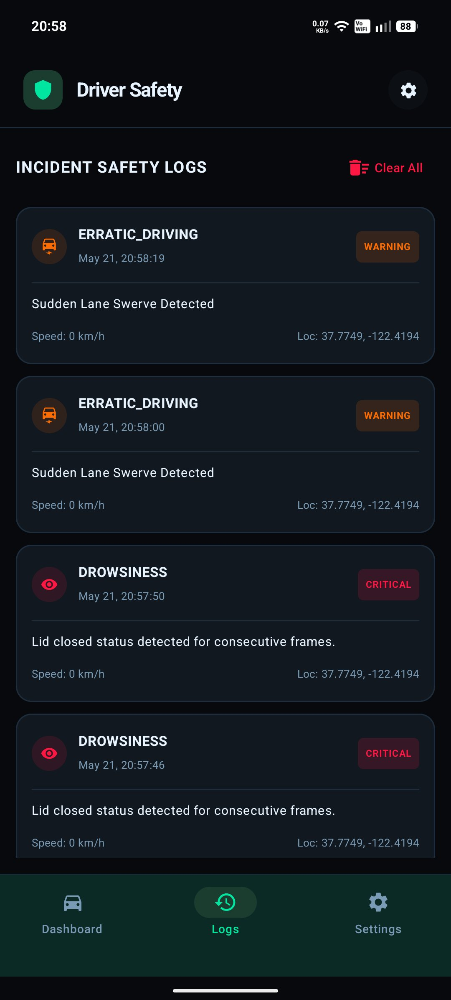 20:58
0.07 KB/s
Vo WiFi
88
Driver Safety
INCIDENT SAFETY LOGS
Clear All
ERRATIC_DRIVING
WARNING
May 21, 20:58:19
Sudden Lane Swerve Detected
Speed: 0 km/h
Loc: 37.7749, -122.4194
ERRATIC_DRIVING
WARNING
May 21, 20:58:00
Sudden Lane Swerve Detected
Speed: 0 km/h
Loc: 37.7749, -122.4194
DROWSINESS
CRITICAL
May 21, 20:57:50
Lid closed status detected for consecutive frames.
Speed: 0 km/h
Loc: 37.7749, -122.4194
DROWSINESS
CRITICAL
May 21, 20:57:46
Lid closed status detected for consecutive frames.
Speed: 0 km/h
Loc: 37.7749, -122.4194
Dashboard
Logs
Settings